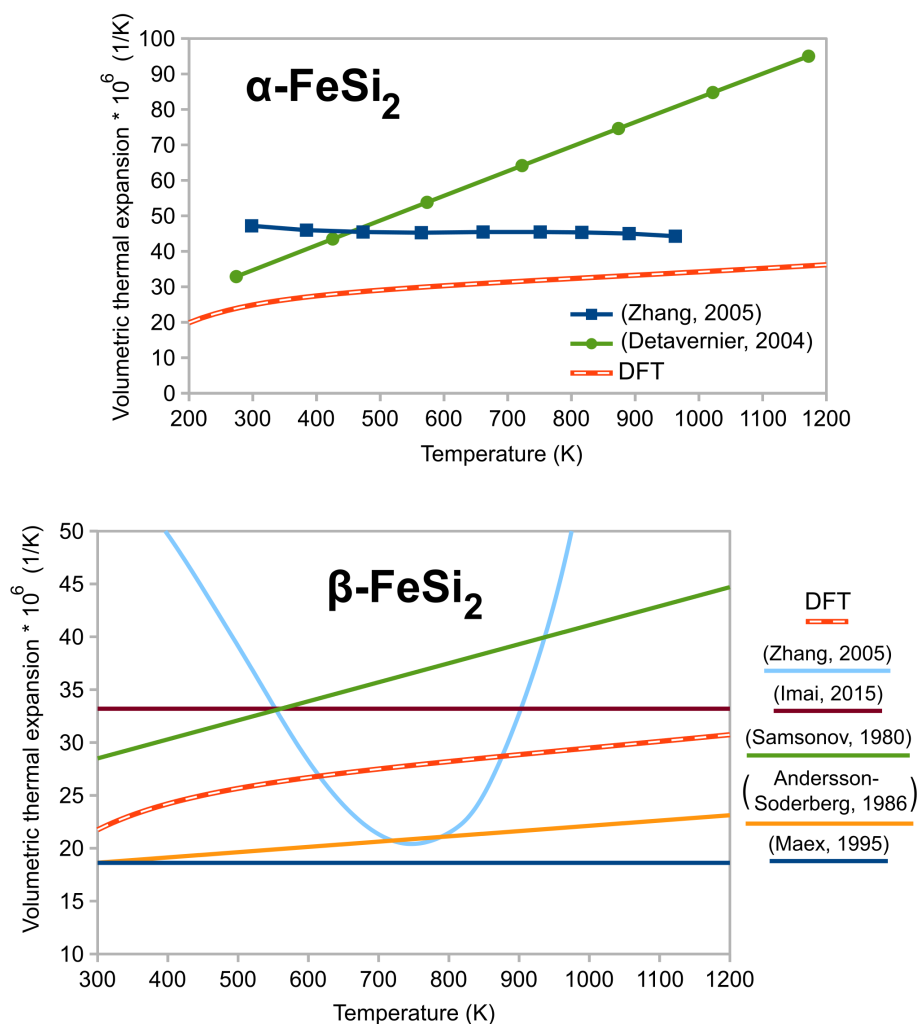 Volumetric thermal expansion * 10^6 (1/K)
100
90
80
70
60
50
40
30
20
10
0
α-FeSi₂
(Zhang, 2005)
(Detavernier, 2004)
DFT
200 300 400 500 600 700 800 900 1000 1100 1200
Temperature (K)
Volumetric thermal expansion * 10^6 (1/K)
50
45
40
35
30
25
20
15
10
β-FeSi₂
300 400 500 600 700 800 900 1000 1100 1200
Temperature (K)
DFT
(Zhang, 2005)
(Imai, 2015)
(Samsonov, 1980)
(Andersson-
Soderberg, 1986)
(Maex, 1995)